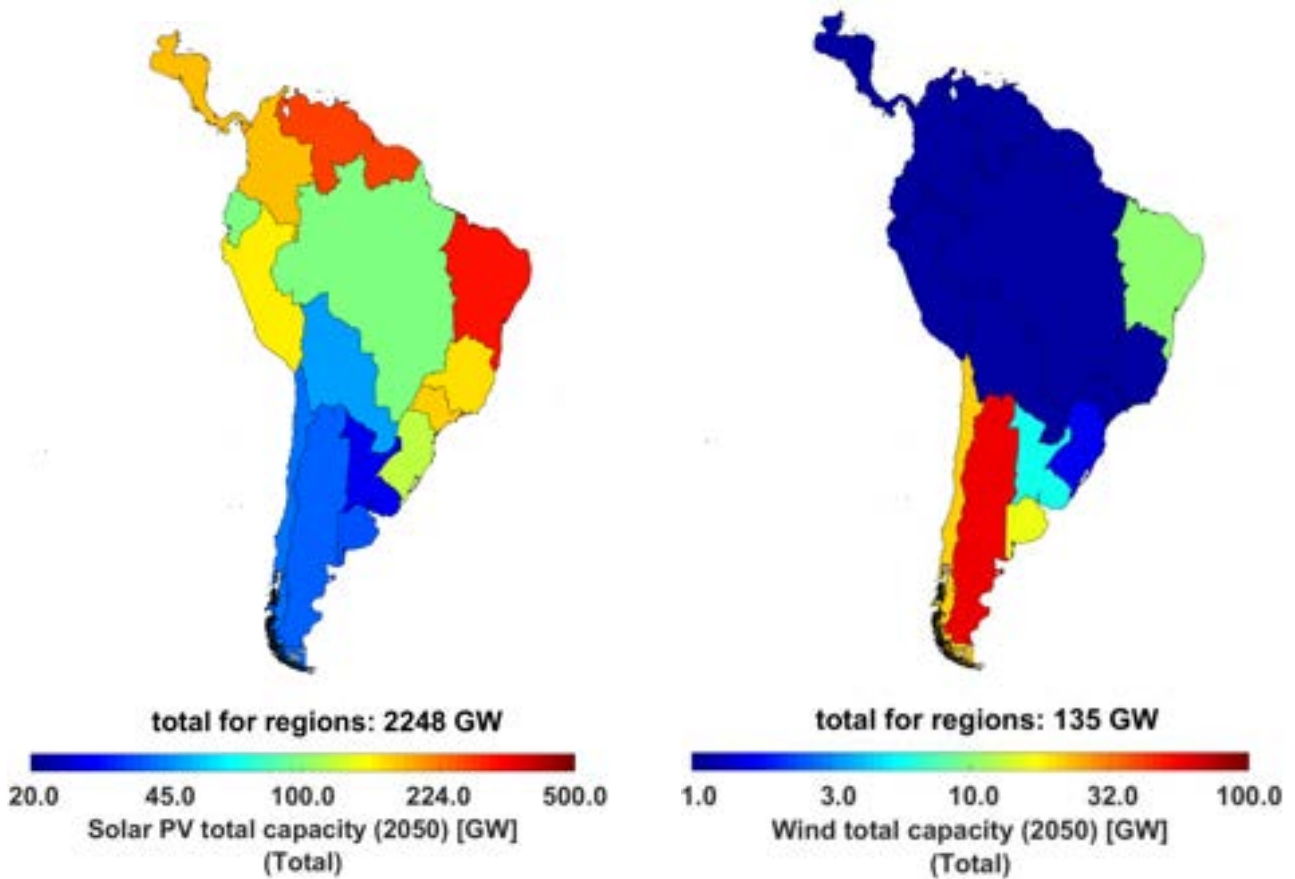 total for regions: 2248 GW
20.0 45.0 100.0 224.0 500.0
Solar PV total capacity (2050) [GW]
(Total)
total for regions: 135 GW
1.0 3.0 10.0 32.0 100.0
Wind total capacity (2050) [GW]
(Total)